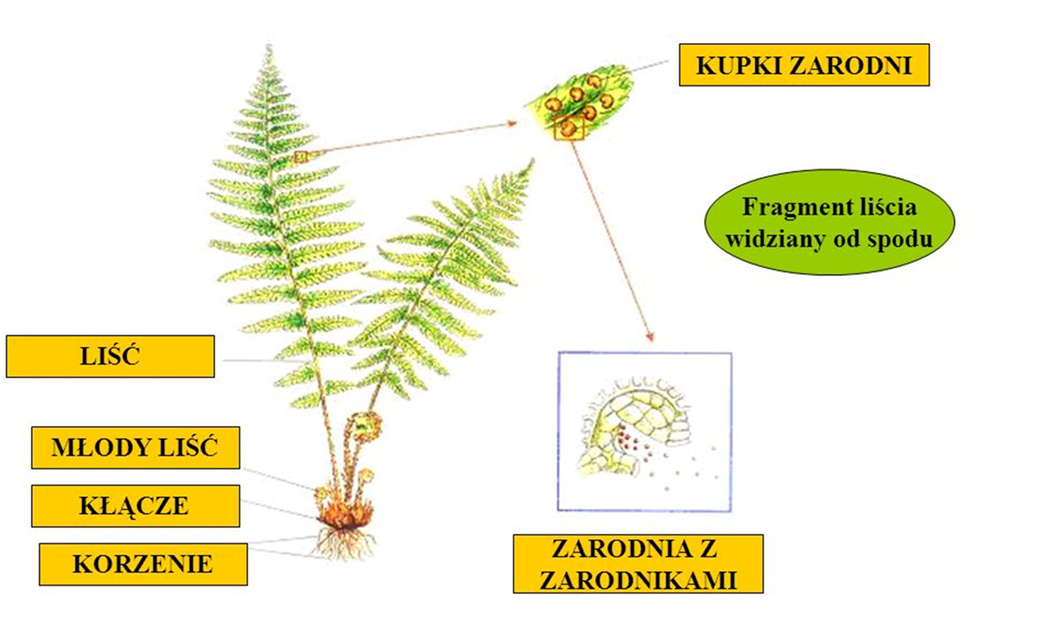 KUPKI ZARODNI
Fragment liścia
widziany od spodu
LIŚĆ
MŁODY LIŚĆ
KŁĄCZE
KORZENIE
ZARODNIA Z
ZARODNIKAMI